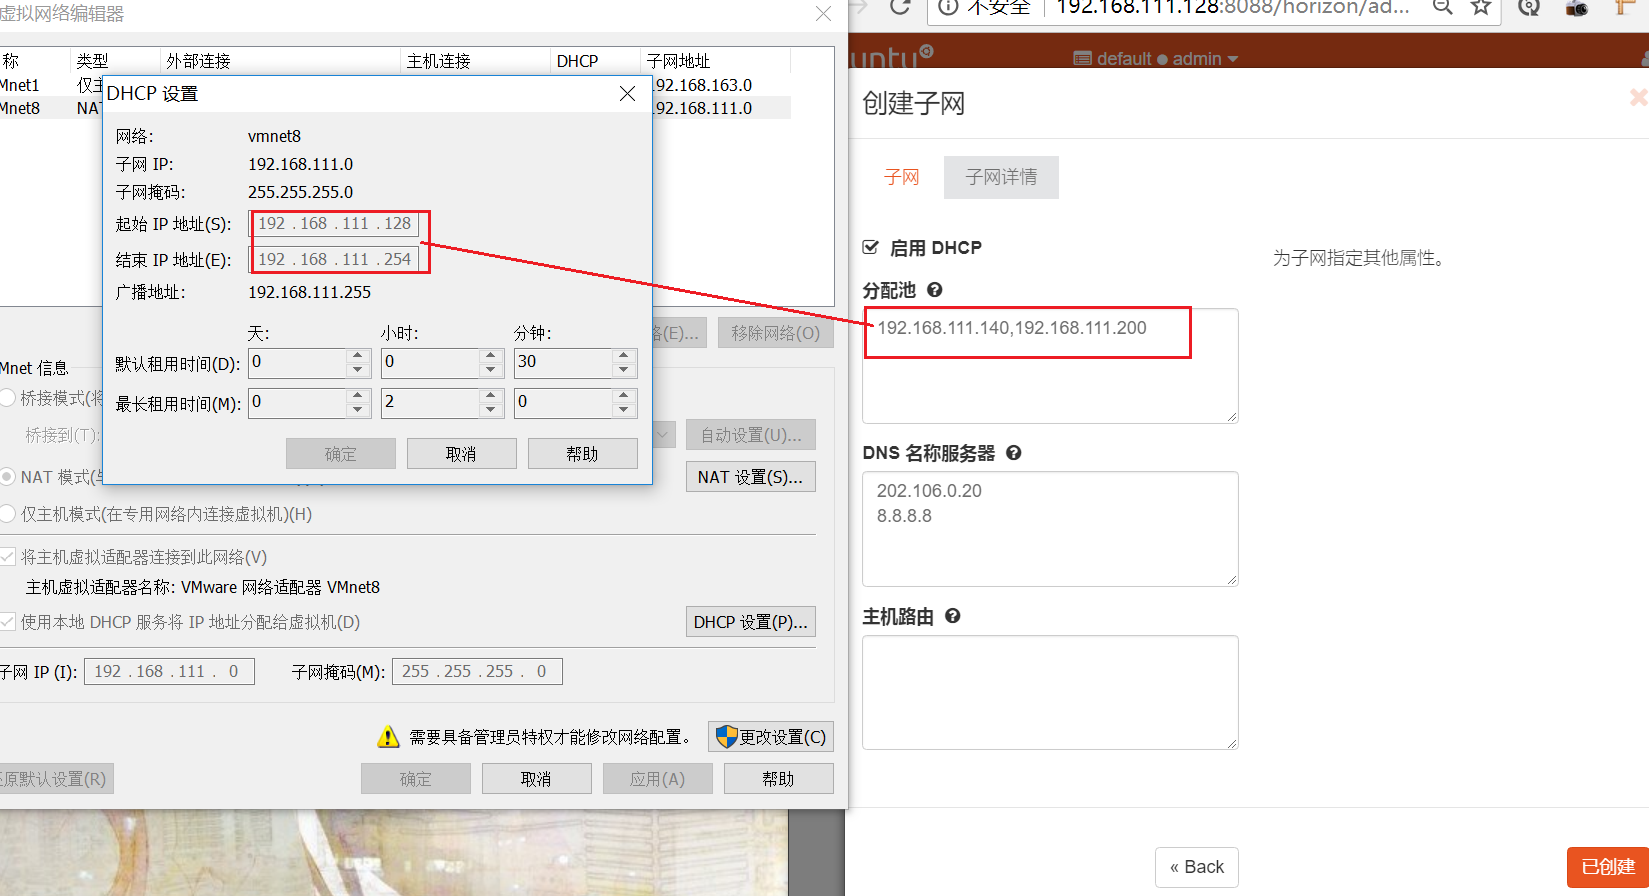 虚拟网络编辑器
称 类型 外部连接 主机连接 DHCP 子网地址
Mnet1 仅主 192.168.163.0
Mnet8 NAT 192.168.111.0
DHCP 设置
网络: vmnet8
子网 IP: 192.168.111.0
子网掩码: 255.255.255.0
起始 IP 地址(S): 192 . 168 . 111 . 128
结束 IP 地址(E): 192 . 168 . 111 . 254
广播地址: 192.168.111.255
天: 小时: 分钟:
默认租用时间(D): 0 0 30
最长租用时间(M): 0 2 0
确定 取消 帮助
络(E)... 移除网络(O)
Mnet 信息
桥接模式(将
桥接到(T): 自动设置(U)...
NAT 模式(与 NAT 设置(S)...
仅主机模式(在专用网络内连接虚拟机)(H)
将主机虚拟适配器连接到此网络(V)
主机虚拟适配器名称: VMware 网络适配器 VMnet8
使用本地 DHCP 服务将 IP 地址分配给虚拟机(D) DHCP 设置(P)...
子网 IP (I): 192 . 168 . 111 . 0 子网掩码(M): 255 . 255 . 255 . 0
需要具备管理员特权才能修改网络配置。 更改设置(C)
还原默认设置(R) 确定 取消 应用(A) 帮助
不安全 192.168.111.128:8088/horizon/ad...
untu default admin
创建子网
子网 子网详情
启用 DHCP
为子网指定其他属性。
分配池
192.168.111.140,192.168.111.200
DNS 名称服务器
202.106.0.20
8.8.8.8
主机路由
« Back 已创建